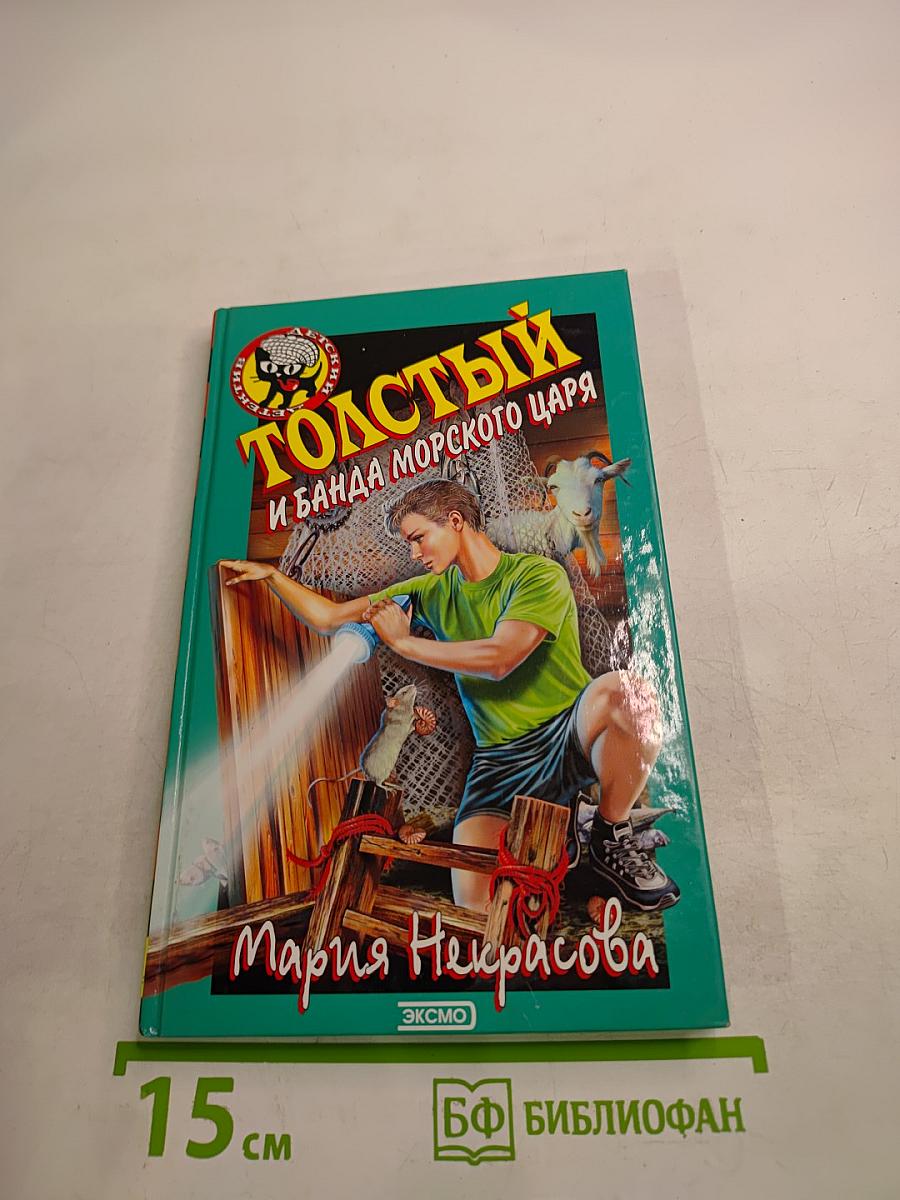 ДЕТСКИЙ ДЕТЕКТИВ
ТОЛСТЫЙ
И БАНДА МОРСКОГО ЦАРЯ
Мария Некрасова
ЭКСМО
15 см
БФ БИБЛИОФАН